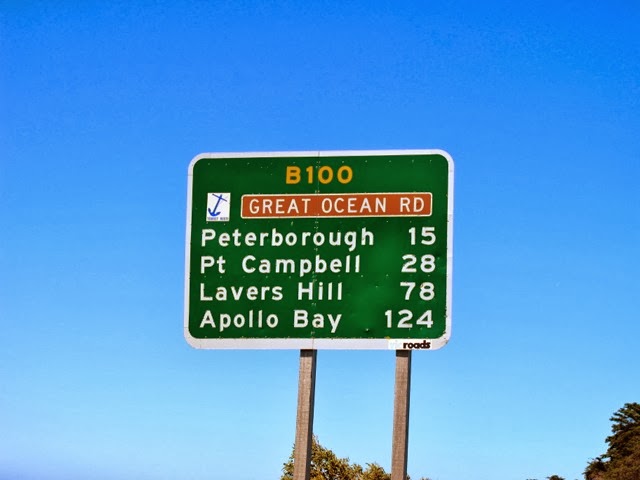 B100
GREAT OCEAN RD
Peterborough 15
Pt Campbell 28
Lavers Hill 78
Apollo Bay 124
roads